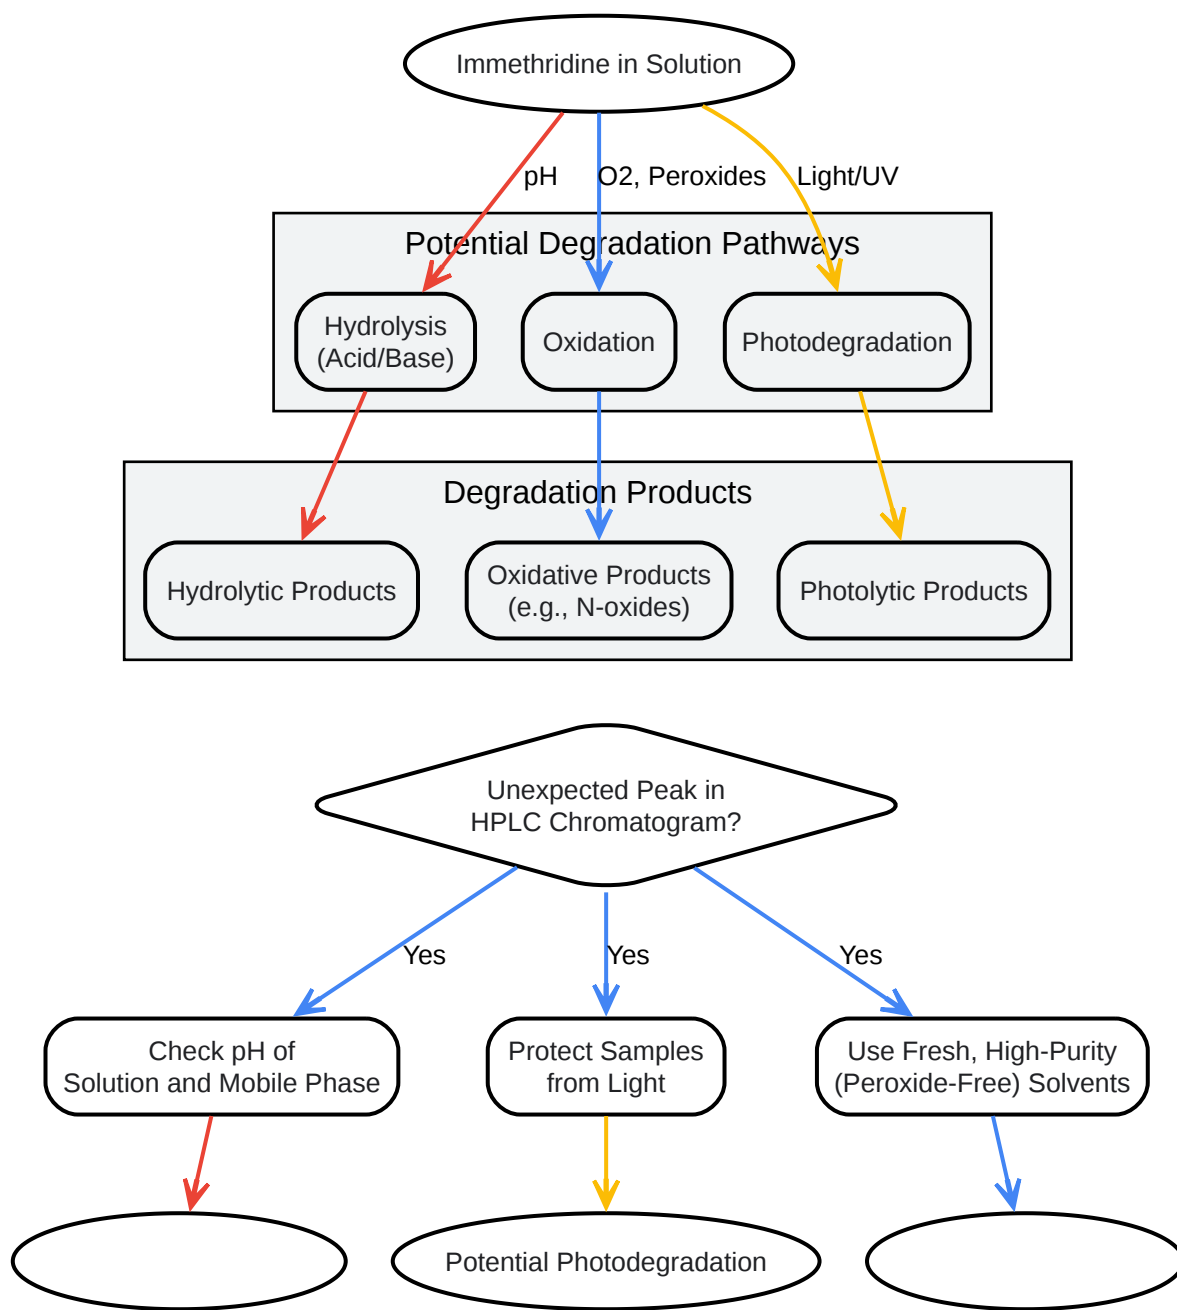 Immethridine in Solution
pH
O2, Peroxides
Light/UV
Potential Degradation Pathways
Hydrolysis
(Acid/Base)
Oxidation
Photodegradation
Degradation Products
Hydrolytic Products
Oxidative Products
(e.g., N-oxides)
Photolytic Products
Unexpected Peak in
HPLC Chromatogram?
Yes
Yes
Yes
Check pH of
Solution and Mobile Phase
Protect Samples
from Light
Use Fresh, High-Purity
(Peroxide-Free) Solvents
Potential Photodegradation